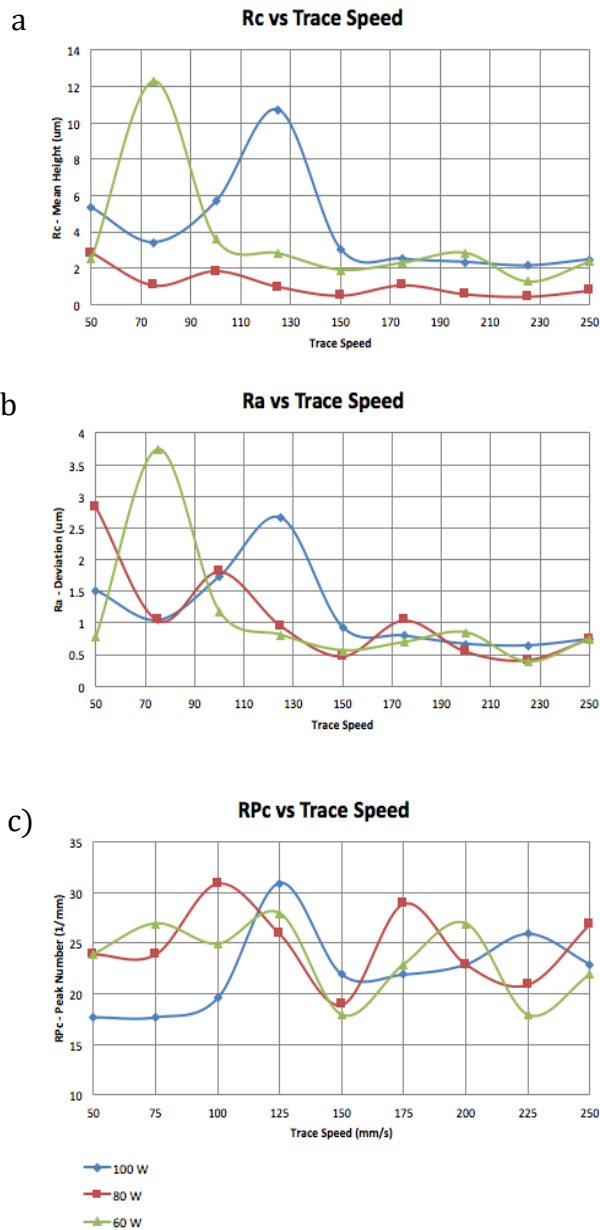 a
Rc vs Trace Speed
Rc - Mean Height (um)
14
12
10
8
6
4
2
0
50 70 90 110 130 150 170 190 210 230 250
Trace Speed
b
Ra vs Trace Speed
Ra - Deviation (um)
4
3.5
3
2.5
2
1.5
1
0.5
0
50 70 90 110 130 150 170 190 210 230 250
Trace Speed
c)
RPc vs Trace Speed
RPc - Peak Number (1/mm)
35
30
25
20
15
10
50 75 100 125 150 175 200 225 250
Trace Speed (mm/s)
100 W
80 W
60 W